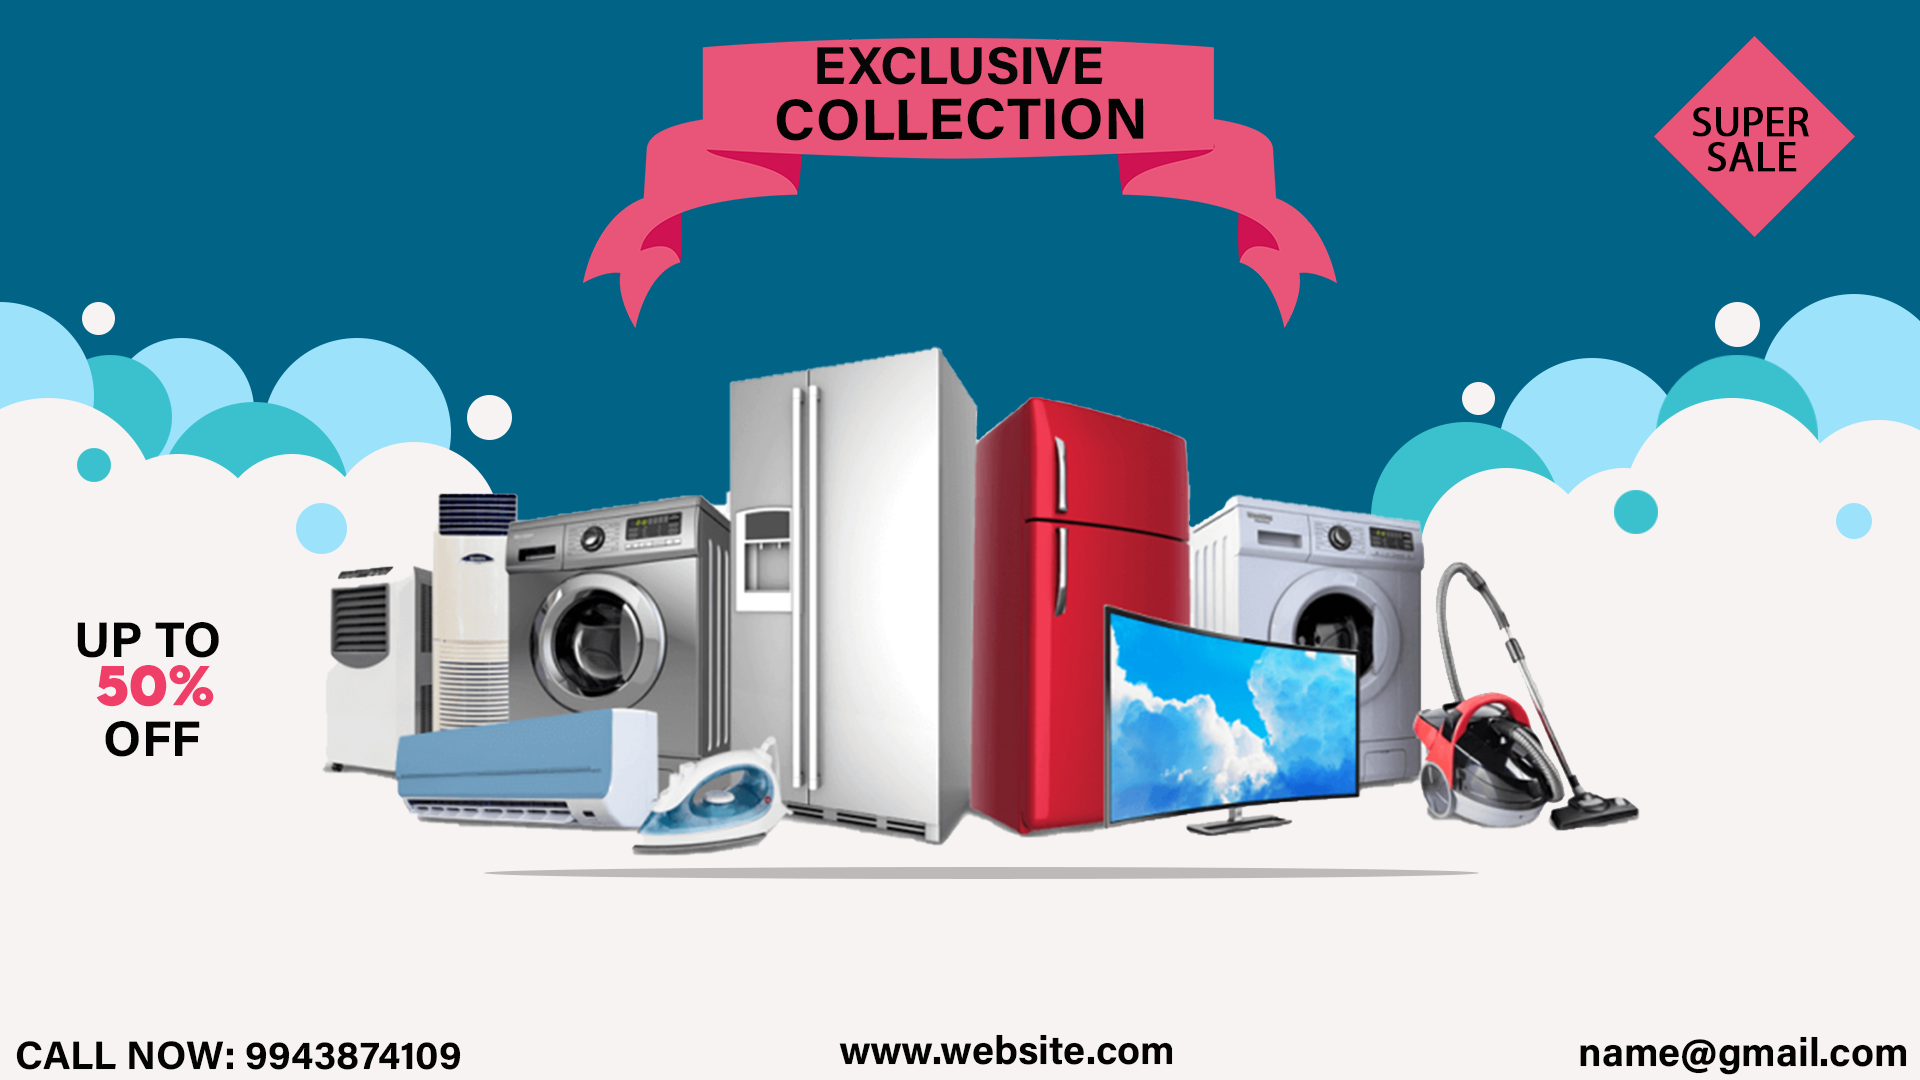 EXCLUSIVE
COLLECTION
SUPER
SALE
UP TO
50%
OFF
CALL NOW: 9943874109
www.website.com
name@gmail.com